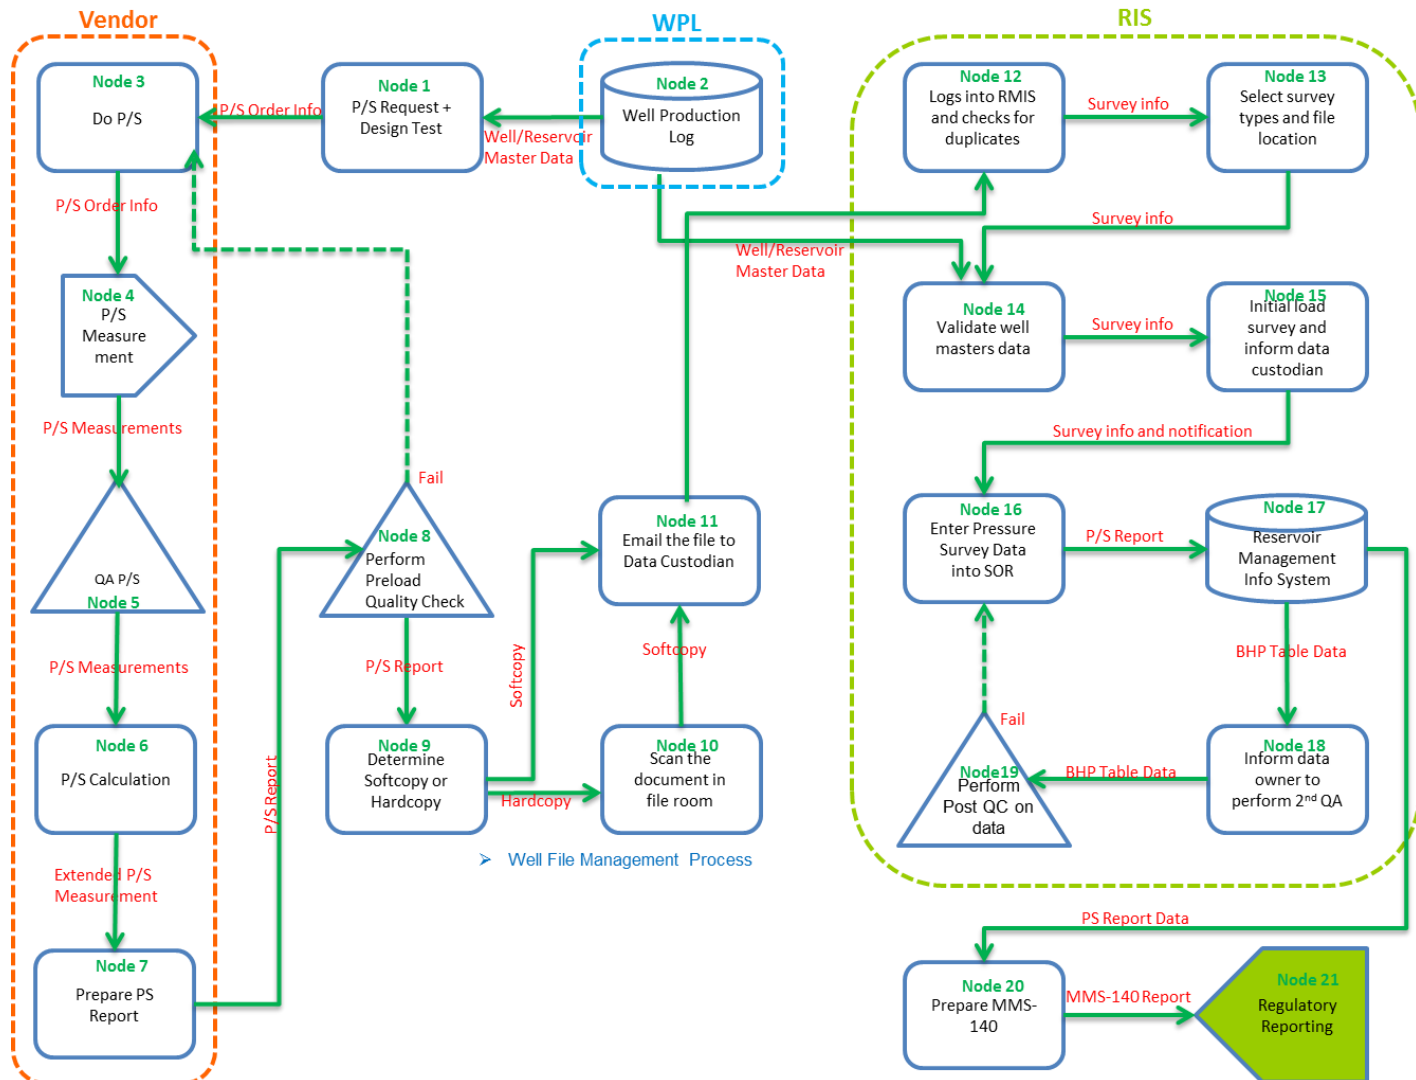 Vendor
WPL
RIS
Node 3
Do P/S
P/S Order Info
Node 1
P/S Request +
Design Test
Well/Reservoir
Master Data
Node 2
Well Production
Log
Node 12
Logs into RMIS
and checks for
duplicates
Survey info
Node 13
Select survey
types and file
location
P/S Order Info
Survey info
Well/Reservoir
Master Data
Node 4
P/S
Measure
ment
Node 14
Validate well
masters data
Survey info
Node 15
Initial load
survey and
inform data
custodian
P/S Measurements
Survey info and notification
Fail
QA P/S
Node 5
Node 8
Perform
Preload
Quality Check
Node 11
Email the file to
Data Custodian
Node 16
Enter Pressure
Survey Data
into SOR
P/S Report
Node 17
Reservoir
Management
Info System
P/S Measurements
P/S Report
Softcopy
Softcopy
BHP Table Data
Fail
Node 6
P/S Calculation
P/S Report
Node 9
Determine
Softcopy or
Hardcopy
Hardcopy
Node 10
Scan the
document in
file room
Node19
Perform
Post QC on
data
BHP Table Data
Node 18
Inform data
owner to
perform 2nd QA
➢ Well File Management Process
Extended P/S
Measurement
PS Report Data
Node 7
Prepare PS
Report
Node 20
Prepare MMS-
140
MMS-140 Report
Node 21
Regulatory
Reporting